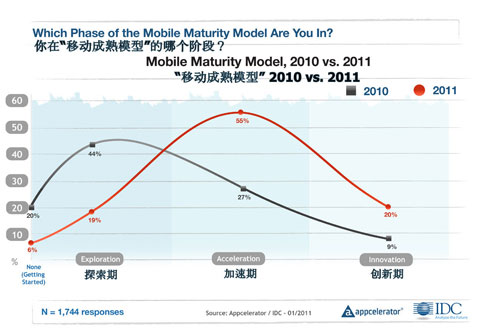 Which Phase of the Mobile Maturity Model Are You In?
你在“移动成熟模型”的哪个阶段？
Mobile Maturity Model, 2010 vs. 2011
“移动成熟模型” 2010 vs. 2011
2010 2011
60
50
40
30
20
10
%
20%
6%
44%
19%
55%
27%
20%
9%
None
(Getting
Started)
Exploration Acceleration Innovation
探索期 加速期 创新期
N = 1,744 responses
Source: Appcelerator / IDC - 01/2011
appcelerator
IDC
Analyze the Future